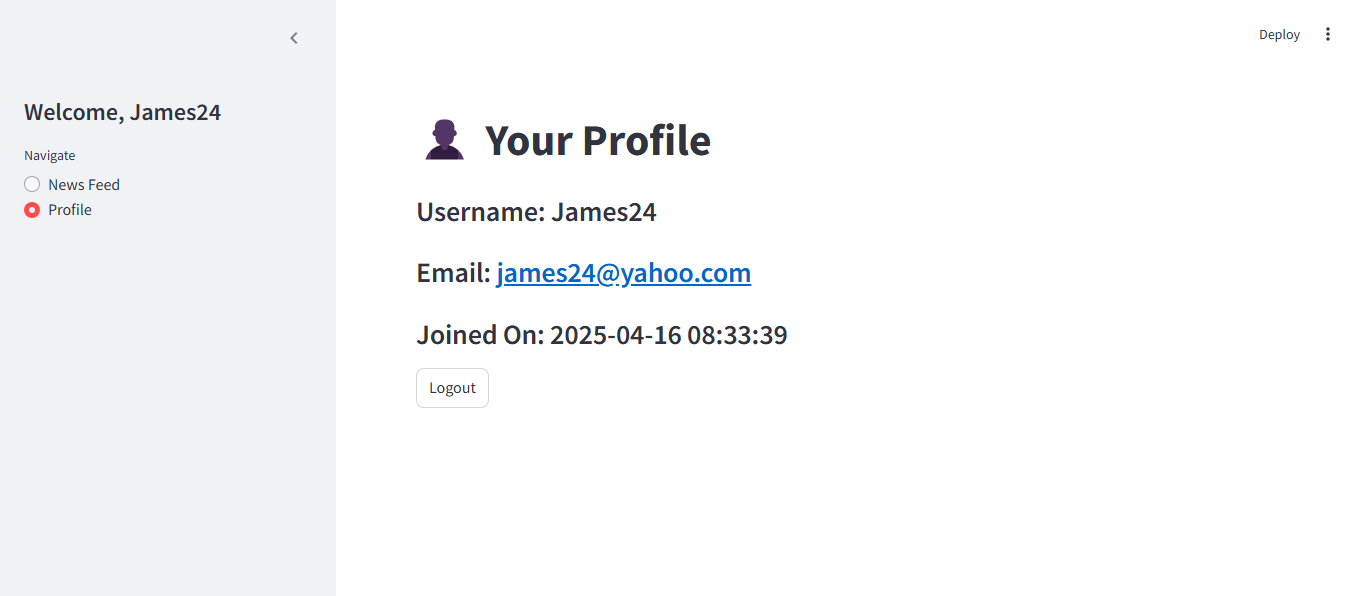 Deploy
Welcome, James24
Navigate
News Feed
Profile
Your Profile
Username: James24
Email: james24@yahoo.com
Joined On: 2025-04-16 08:33:39
Logout